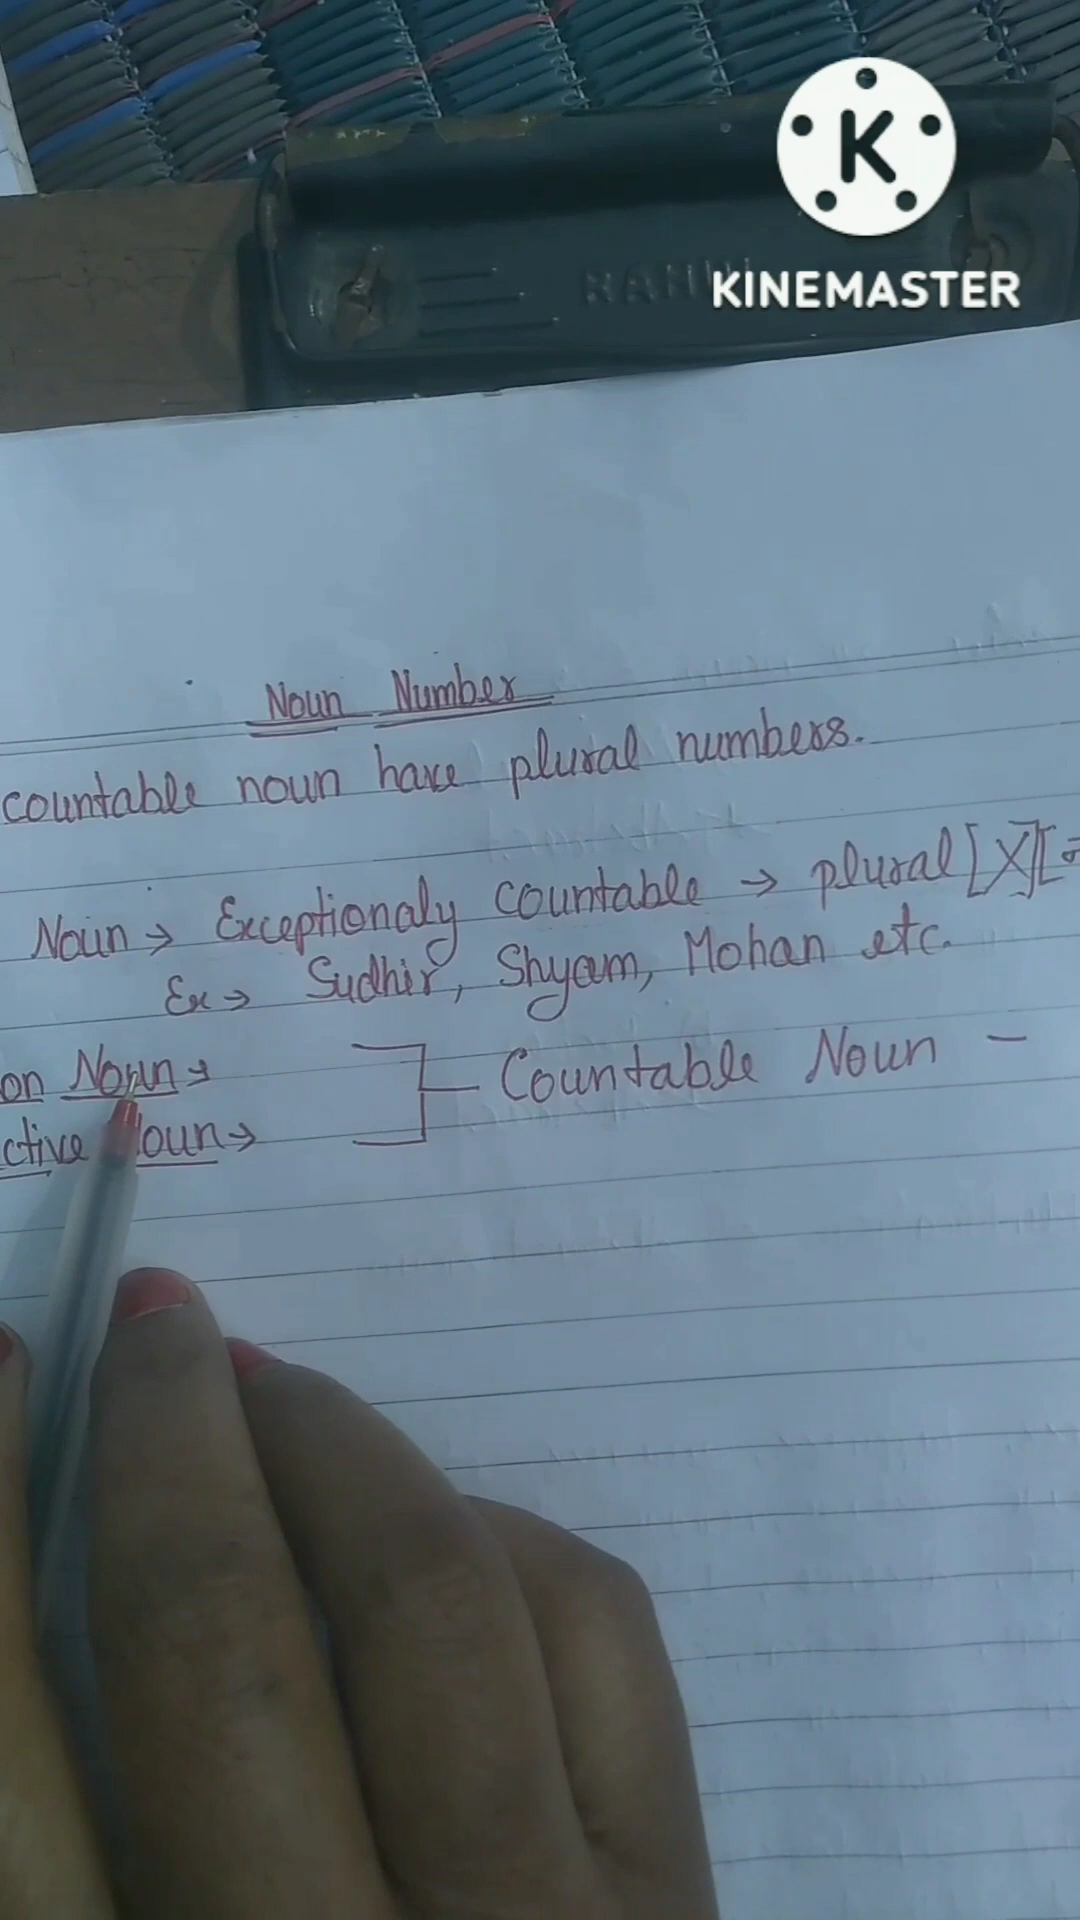 K
KINEMASTER
Noun Number
countable noun have plural numbers.
Noun → Exceptionaly countable → plural [X][
Ex → Sudhir, Shyam, Mohan etc.
on Noun →
ctive Noun →
Countable Noun -